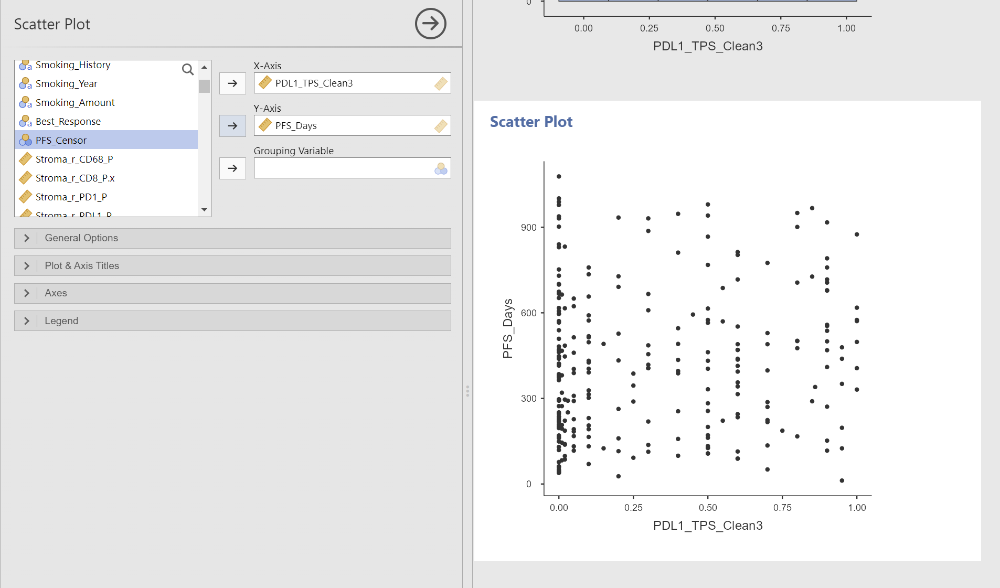 Scatter Plot
Smoking_History
Smoking_Year
Smoking_Amount
Best_Response
PFS_Censor
Stroma_r_CD68_P
Stroma_r_CD8_P.x
Stroma_r_PD1_P
Stroma_r_PDL1_P
X-Axis
PDL1_TPS_Clean3
Y-Axis
PFS_Days
Grouping Variable
General Options
Plot & Axis Titles
Axes
Legend
0
0.00 0.25 0.50 0.75 1.00
PDL1_TPS_Clean3
Scatter Plot
900
600
300
0
PFS_Days
0.00 0.25 0.50 0.75 1.00
PDL1_TPS_Clean3